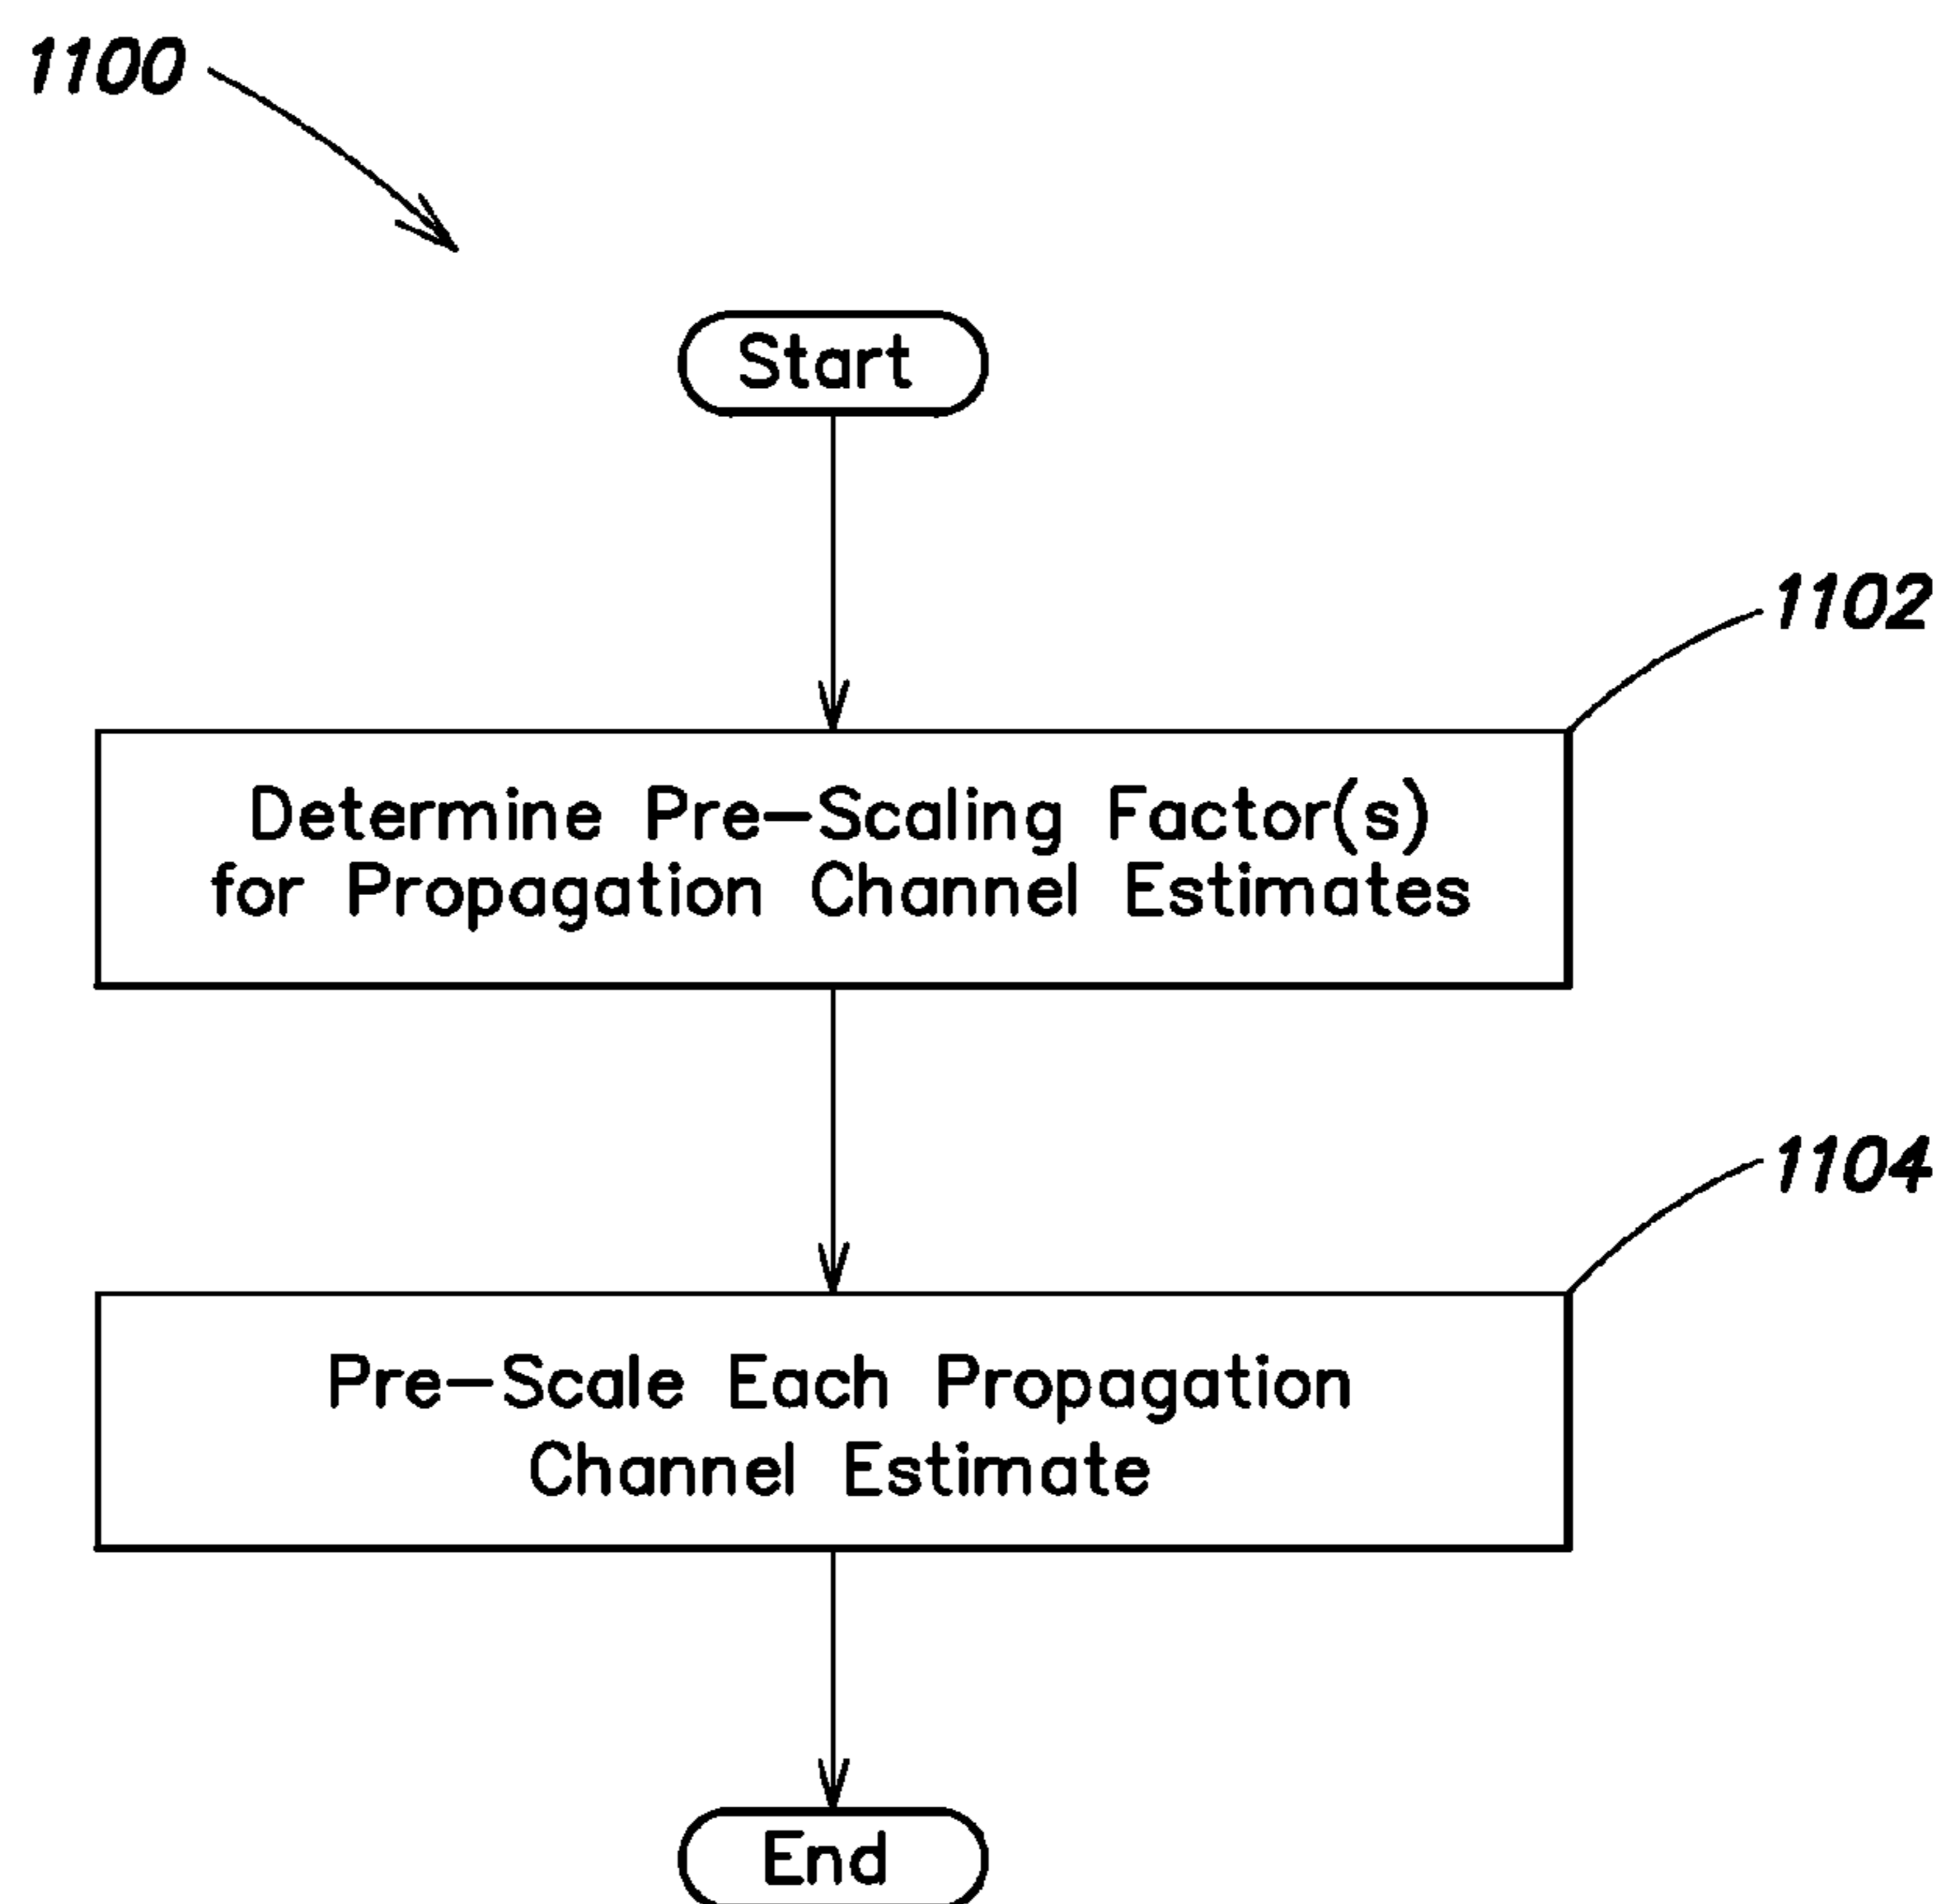 1100
Start
1102
Determine Pre-Scaling Factor(s)
for Propagation Channel Estimates
1104
Pre-Scale Each Propagation
Channel Estimate
End